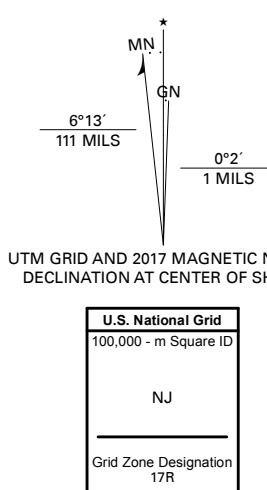 ★
MN
GN
6°13´
111 MILS
0°2´
1 MILS
UTM GRID AND 2017 MAGNETIC
DECLINATION AT CENTER OF
U.S. National Grid
100,000 - m Square ID
NJ
Grid Zone Designation
17R